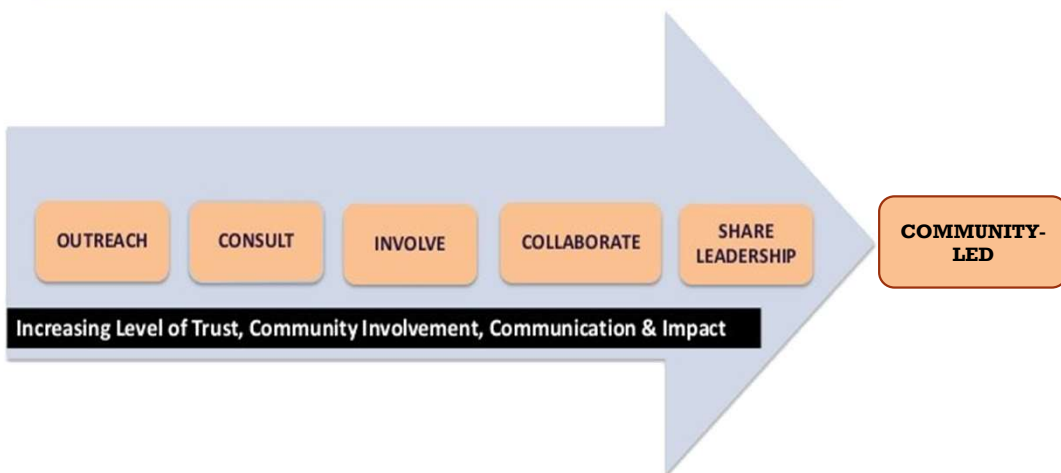 OUTREACH
CONSULT
INVOLVE
COLLABORATE
SHARE
LEADERSHIP
COMMUNITY-
LED
Increasing Level of Trust, Community Involvement, Communication & Impact